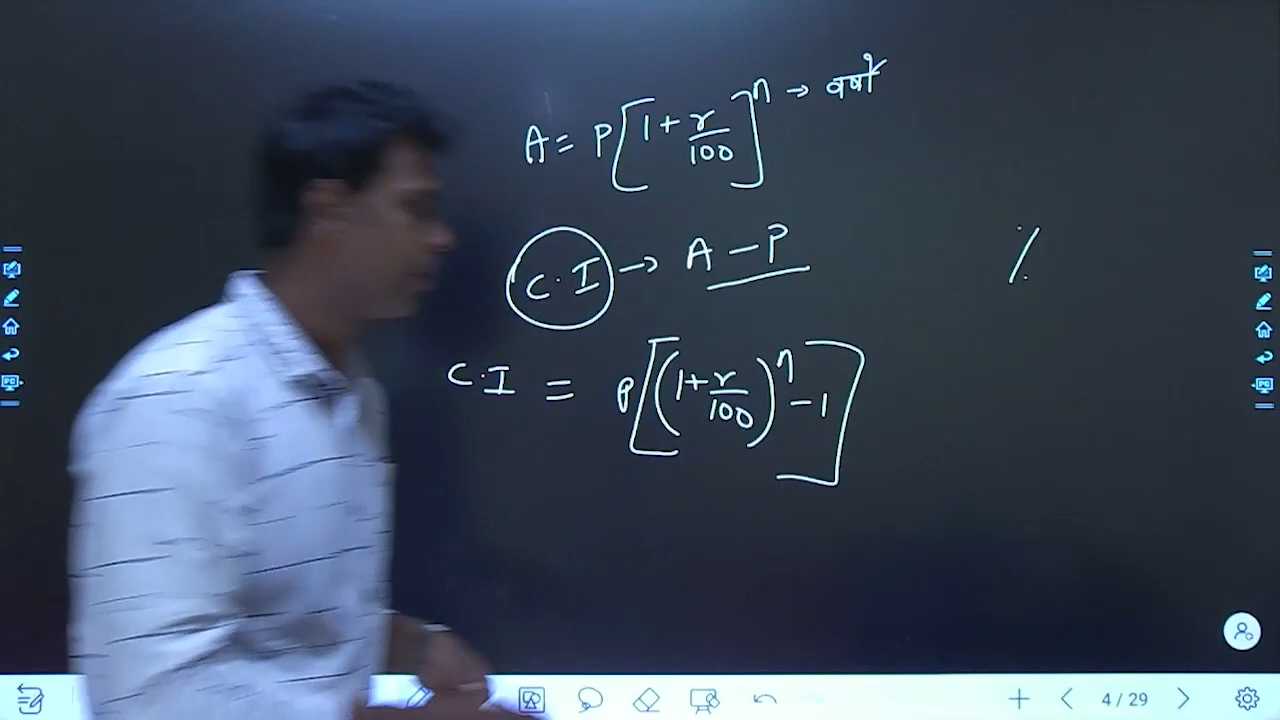 A = P[1 + r/100]^n → वर्षो
C.I → A - P
%
C.I = P[(1 + r/100)^n - 1]
4 / 29